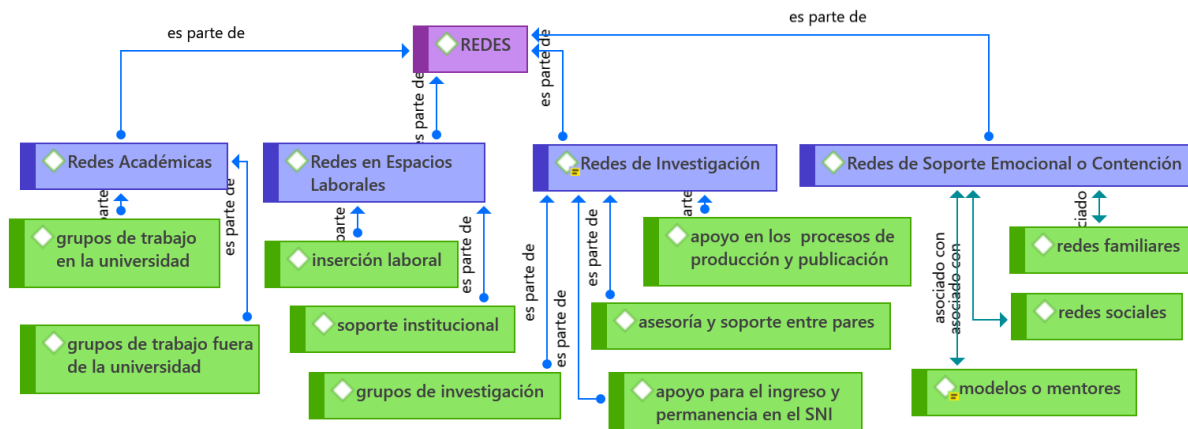 es parte de
es parte de
REDES
es parte de
es parte de
Redes Académicas
Redes en Espacios
Laborales
Redes de Investigación
Redes de Soporte Emocional o Contención
parte
es parte de
parte
es parte de
es parte de
es parte de
es parte de
parte
asociado con
asociado con
ociado
grupos de trabajo
en la universidad
inserción laboral
apoyo en los procesos de
producción y publicación
redes familiares
grupos de trabajo fuera
de la universidad
soporte institucional
asesoría y soporte entre pares
redes sociales
grupos de investigación
apoyo para el ingreso y
permanencia en el SNI
modelos o mentores